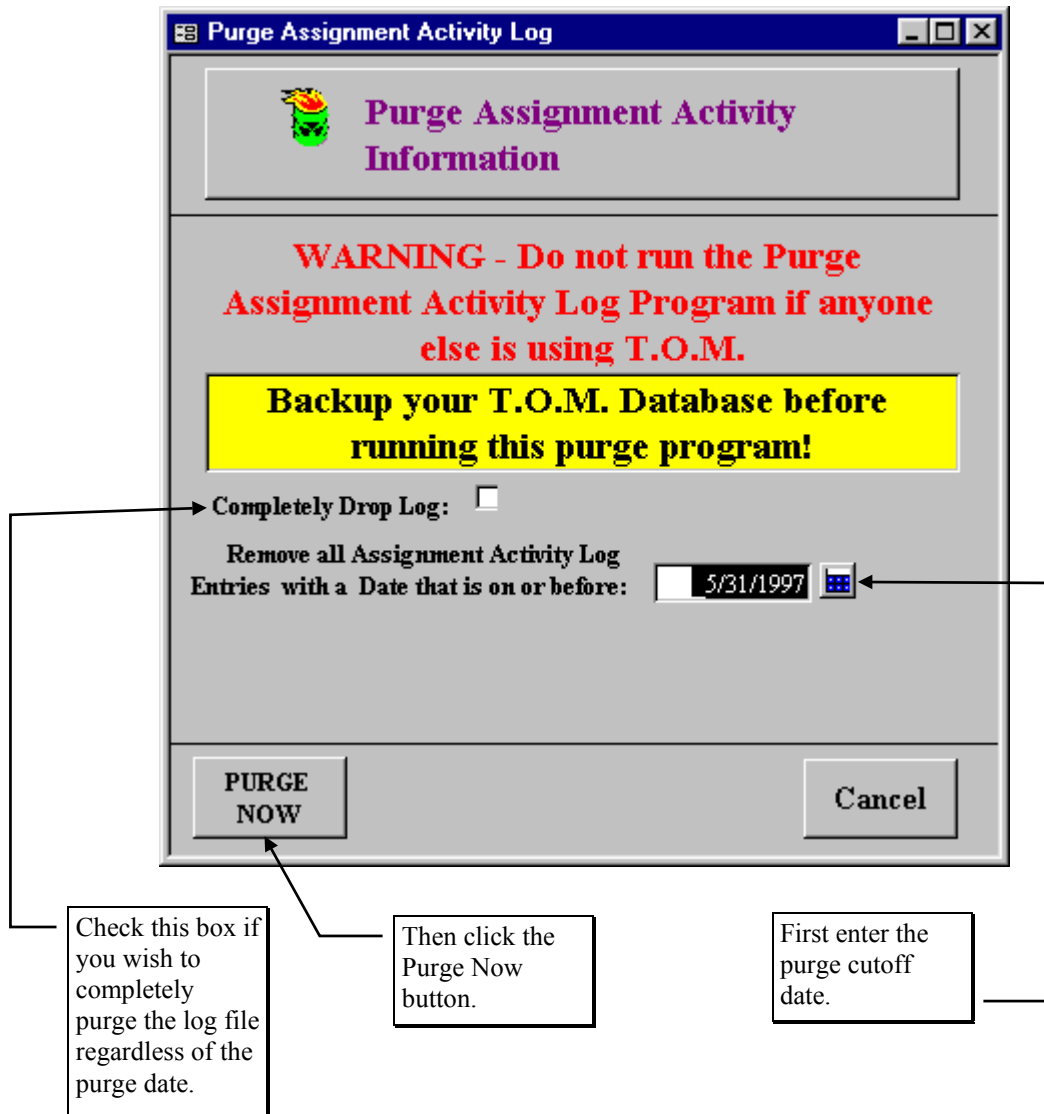 Purge Assignment Activity Log
Purge Assignment Activity
Information
WARNING - Do not run the Purge
Assignment Activity Log Program if anyone
else is using T.O.M.
Backup your T.O.M. Database before
running this purge program!
Completely Drop Log:
Remove all Assignment Activity Log
Entries with a Date that is on or before:
5/31/1997
PURGE
NOW
Cancel
Check this box if
you wish to
completely
purge the log file
regardless of the
purge date.
Then click the
Purge Now
button.
First enter the
purge cutoff
date.